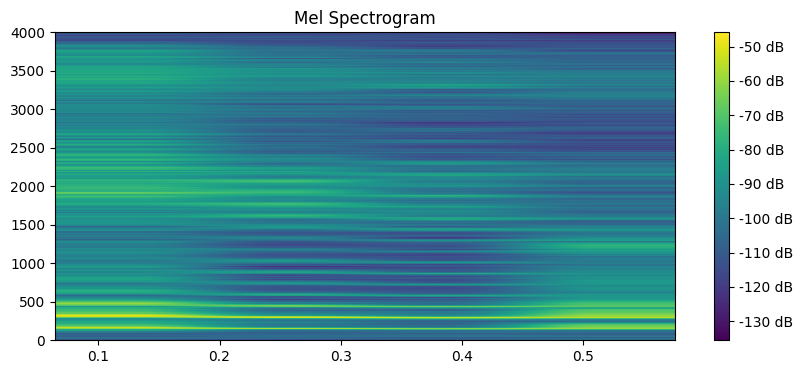 Mel Spectrogram
4000
3500
3000
2500
2000
1500
1000
500
0
0.1
0.2
0.3
0.4
0.5
-50 dB
-60 dB
-70 dB
-80 dB
-90 dB
-100 dB
-110 dB
-120 dB
-130 dB